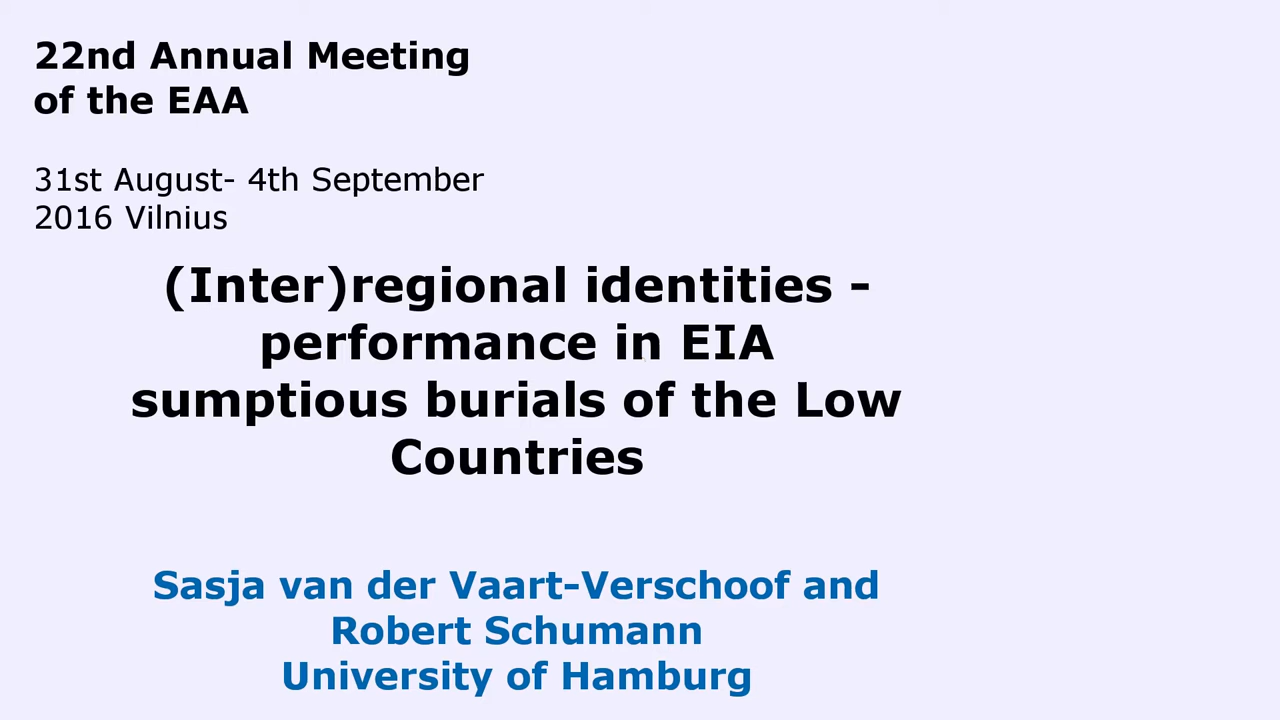 22nd Annual Meeting
of the EAA
31st August- 4th September
2016 Vilnius
(Inter)regional identities -
performance in EIA
sumptious burials of the Low
Countries
Sasja van der Vaart-Verschoof and
Robert Schumann
University of Hamburg